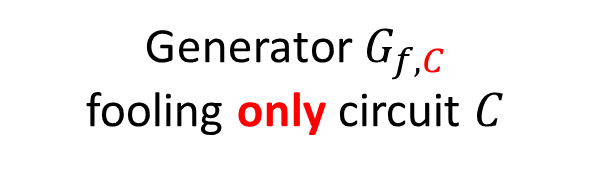 Generator G_{f,C}
fooling only circuit C